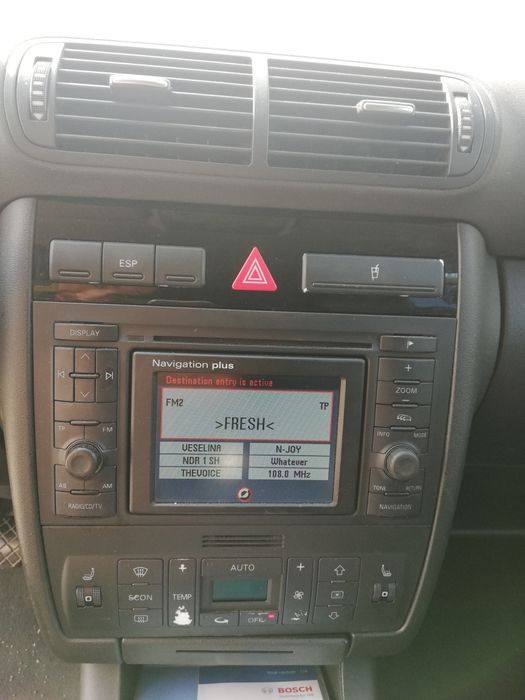 ESP
DISPLAY
Navigation plus
Destination entry is active
FM2
TP
>FRESH<
VESELINA
N-JOY
NDR 1 SH
Whatever
THEVOICE
108.0 MHz
+
ZOOM
−
TP
FM
INFO
MODE
AS
AM
TONE
RETURN
RADIO/CD/TV
NAVIGATION
AUTO
+
+
ECON
TEMP
OFF
−
BOSCH